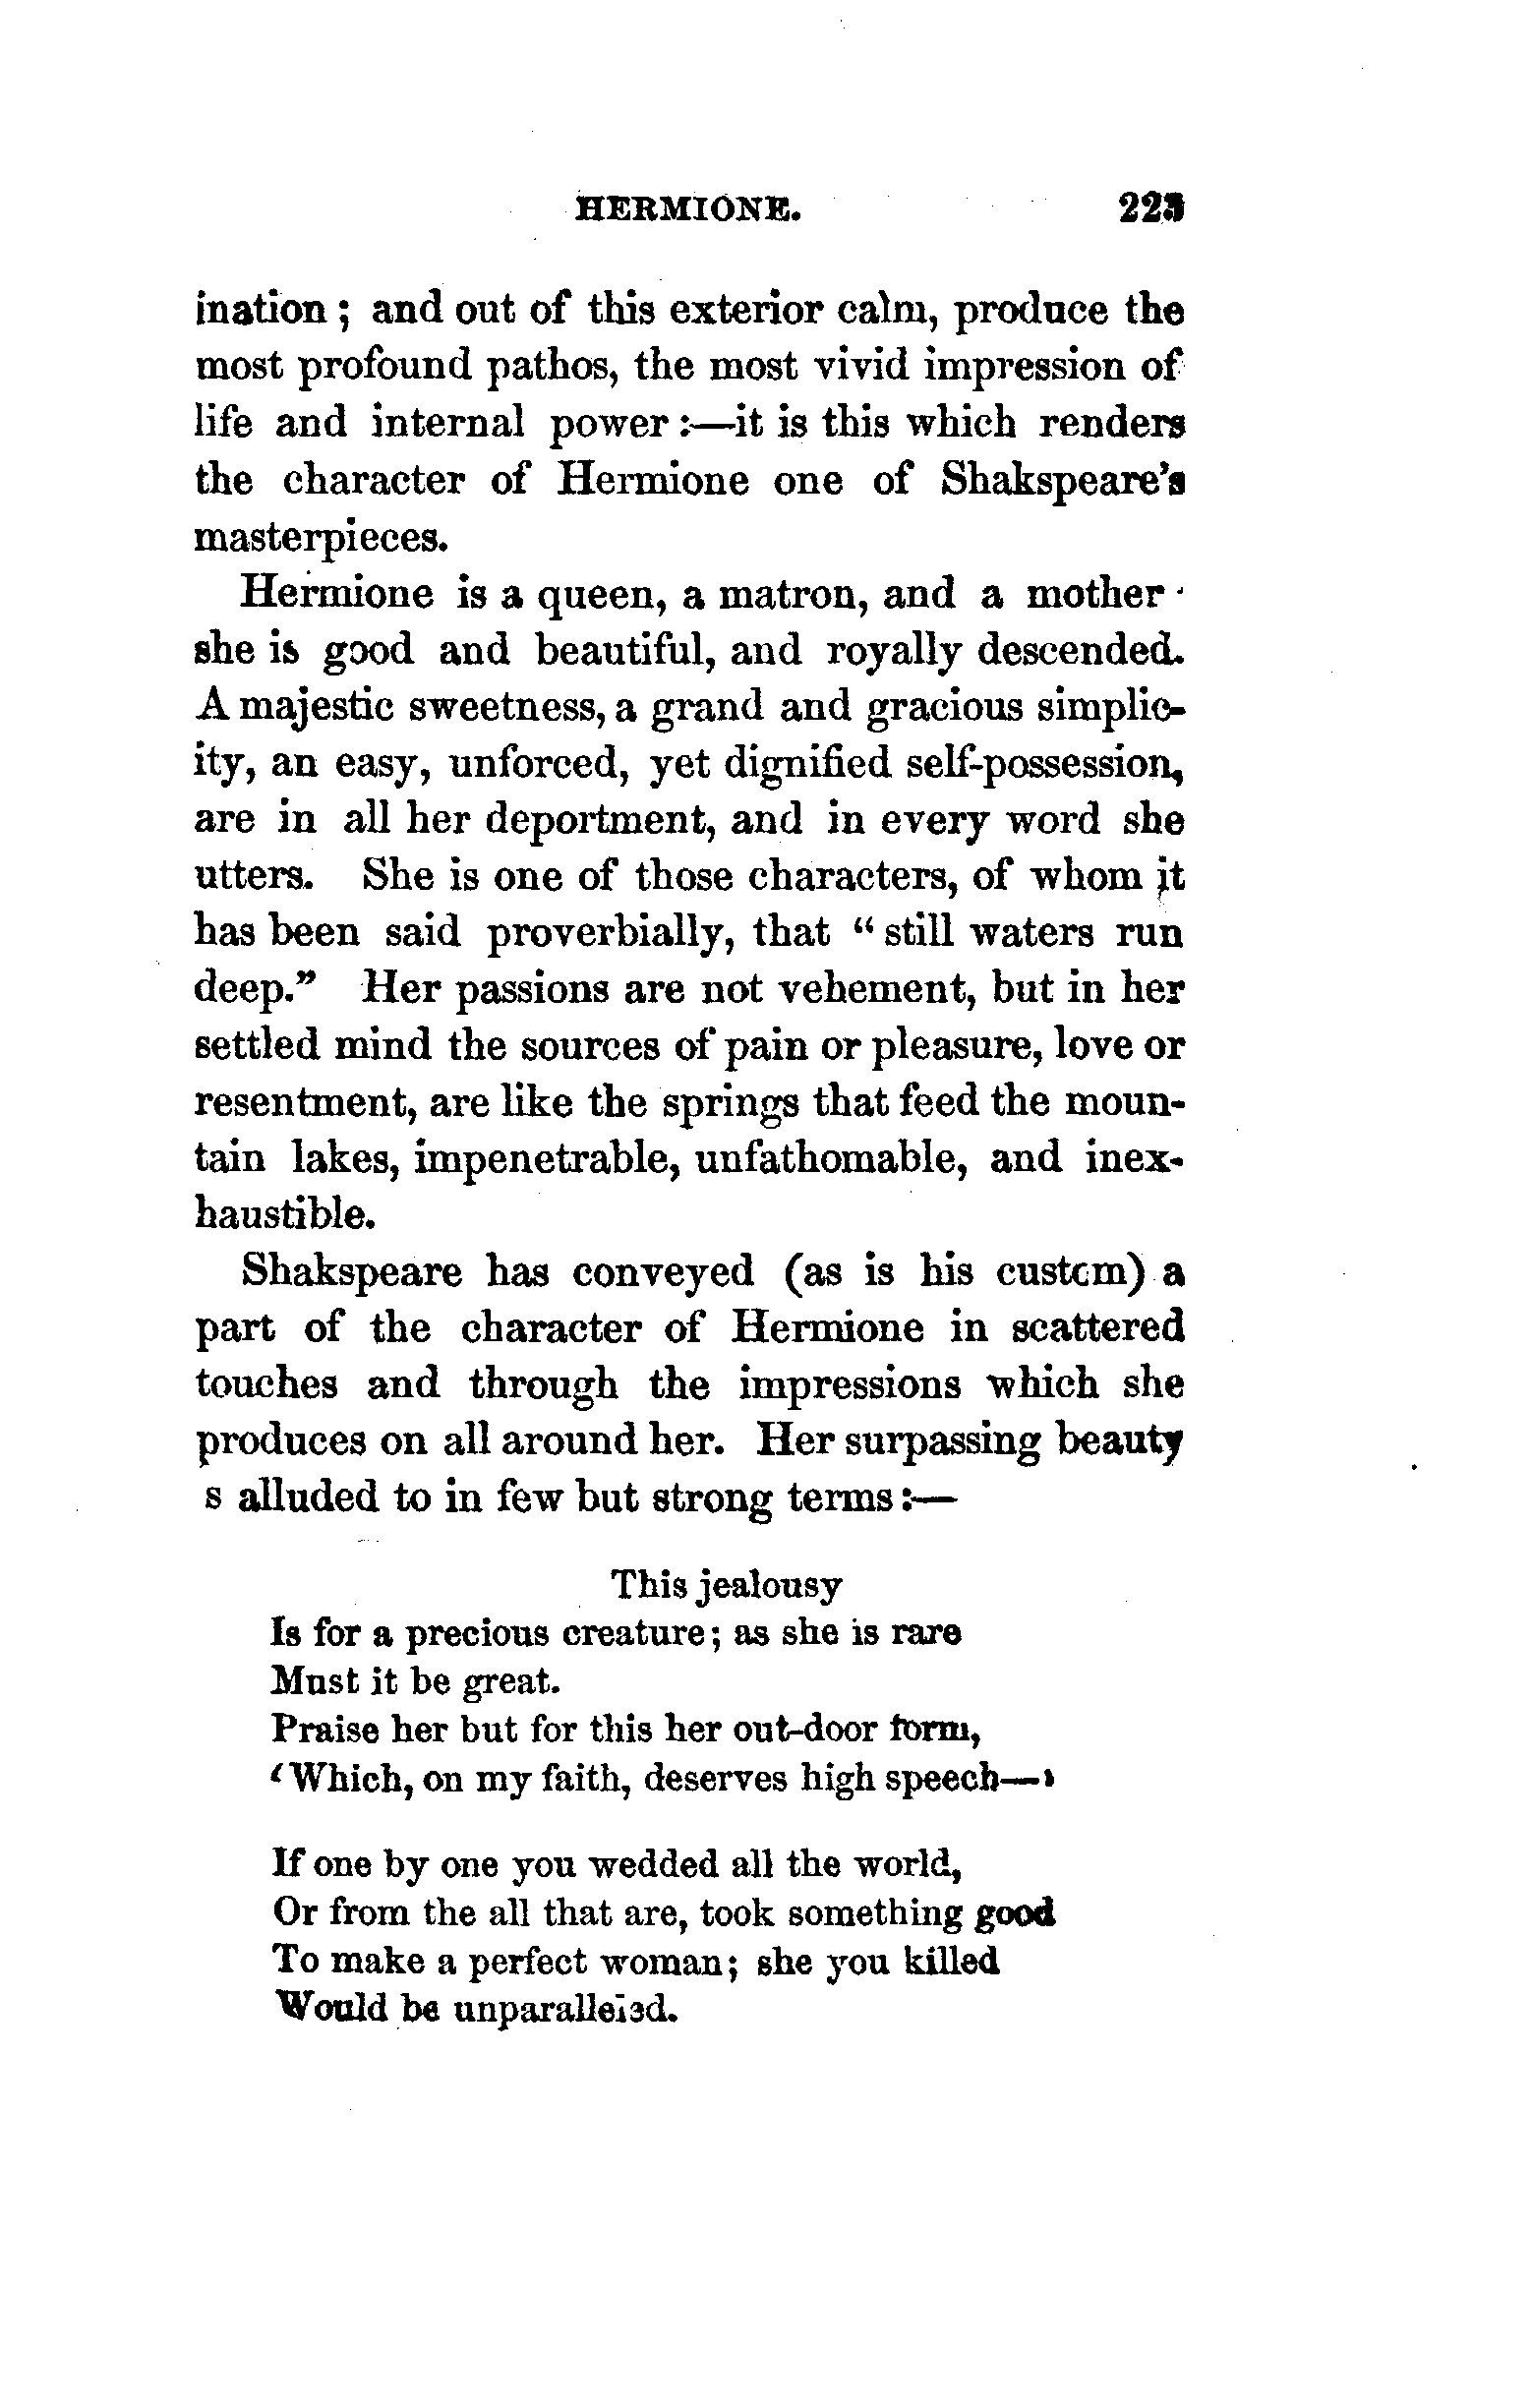 HERMIONE. 223
ination; and out of this exterior calm, produce the
most profound pathos, the most vivid impression of
life and internal power:—it is this which renders
the character of Hermione one of Shakspeare's
masterpieces.
Hermione is a queen, a matron, and a mother·
she is good and beautiful, and royally descended.
A majestic sweetness, a grand and gracious simplic-
ity, an easy, unforced, yet dignified self-possession,
are in all her deportment, and in every word she
utters. She is one of those characters, of whom it
has been said proverbially, that "still waters run
deep." Her passions are not vehement, but in her
settled mind the sources of pain or pleasure, love or
resentment, are like the springs that feed the moun-
tain lakes, impenetrable, unfathomable, and inex-
haustible.
Shakspeare has conveyed (as is his custom) a
part of the character of Hermione in scattered
touches and through the impressions which she
produces on all around her. Her surpassing beauty
s alluded to in few but strong terms:—
This jealousy
Is for a precious creature; as she is rare
Must it be great.
Praise her but for this her out-door form,
'Which, on my faith, deserves high speech—'
If one by one you wedded all the world,
Or from the all that are, took something good
To make a perfect woman; she you killed
Would be unparalleled.